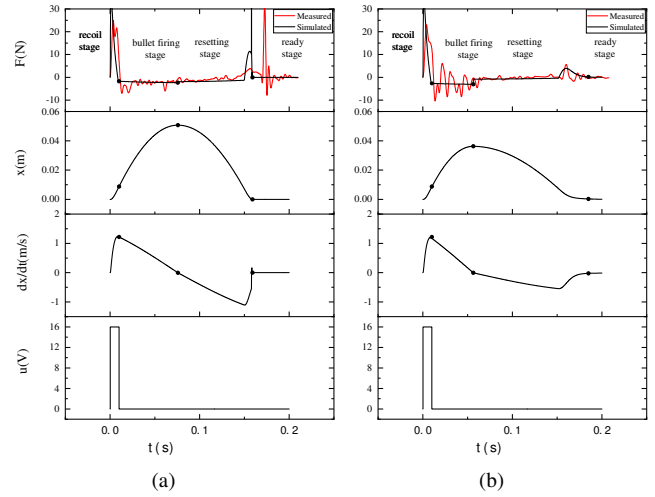 Measured
Simulated
30
20
10
0
-10
F(N)
recoil
stage
bullet firing
stage
resetting
stage
ready
stage
0.06
0.04
0.02
0.00
x(m)
2
1
0
-1
dx/dt(m/s)
16
12
8
4
0
u(V)
0.0
0.1
0.2
t(s)
(a)
Measured
Simulated
30
20
10
0
-10
F(N)
recoil
stage
bullet firing
stage
resetting
stage
ready
stage
0.06
0.04
0.02
0.00
x(m)
2
1
0
-1
dx/dt(m/s)
16
12
8
4
0
u(V)
0.0
0.1
0.2
t(s)
(b)